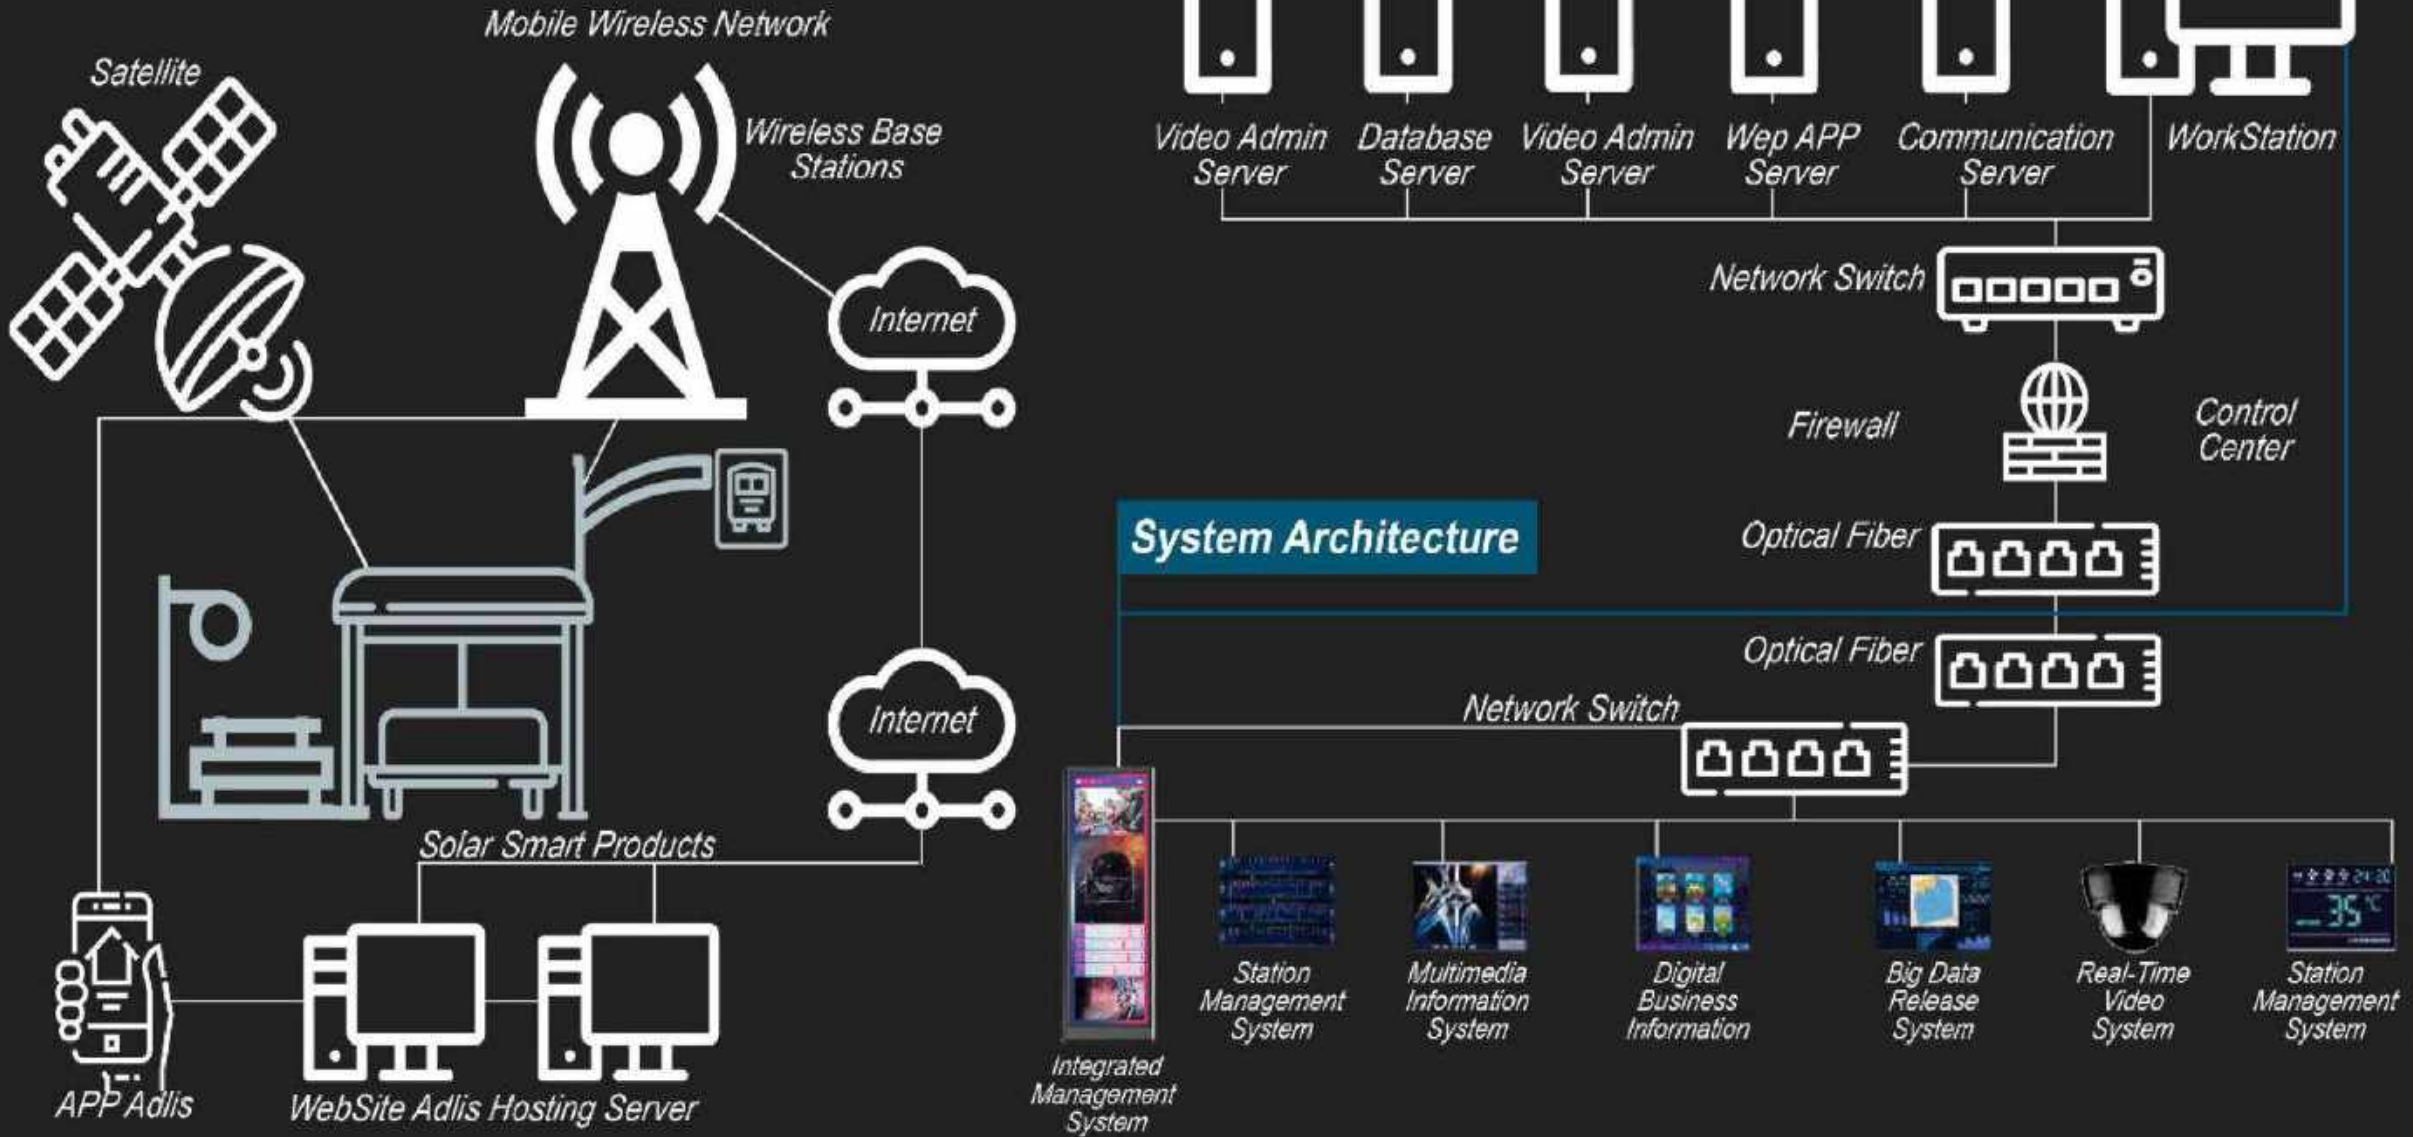 Mobile Wireless Network
Satellite
Wireless Base
Stations
Internet
Internet
Solar Smart Products
APP Adlis
WebSite Adlis Hosting Server
Video Admin
Server
Database
Server
Video Admin
Server
Wep APP
Server
Communication
Server
WorkStation
Network Switch
Firewall
Control
Center
System Architecture
Optical Fiber
Optical Fiber
Network Switch
Integrated
Management
System
Station
Management
System
Multimedia
Information
System
Digital
Business
Information
Big Data
Release
System
Real-Time
Video
System
24:20
35°C
Station
Management
System